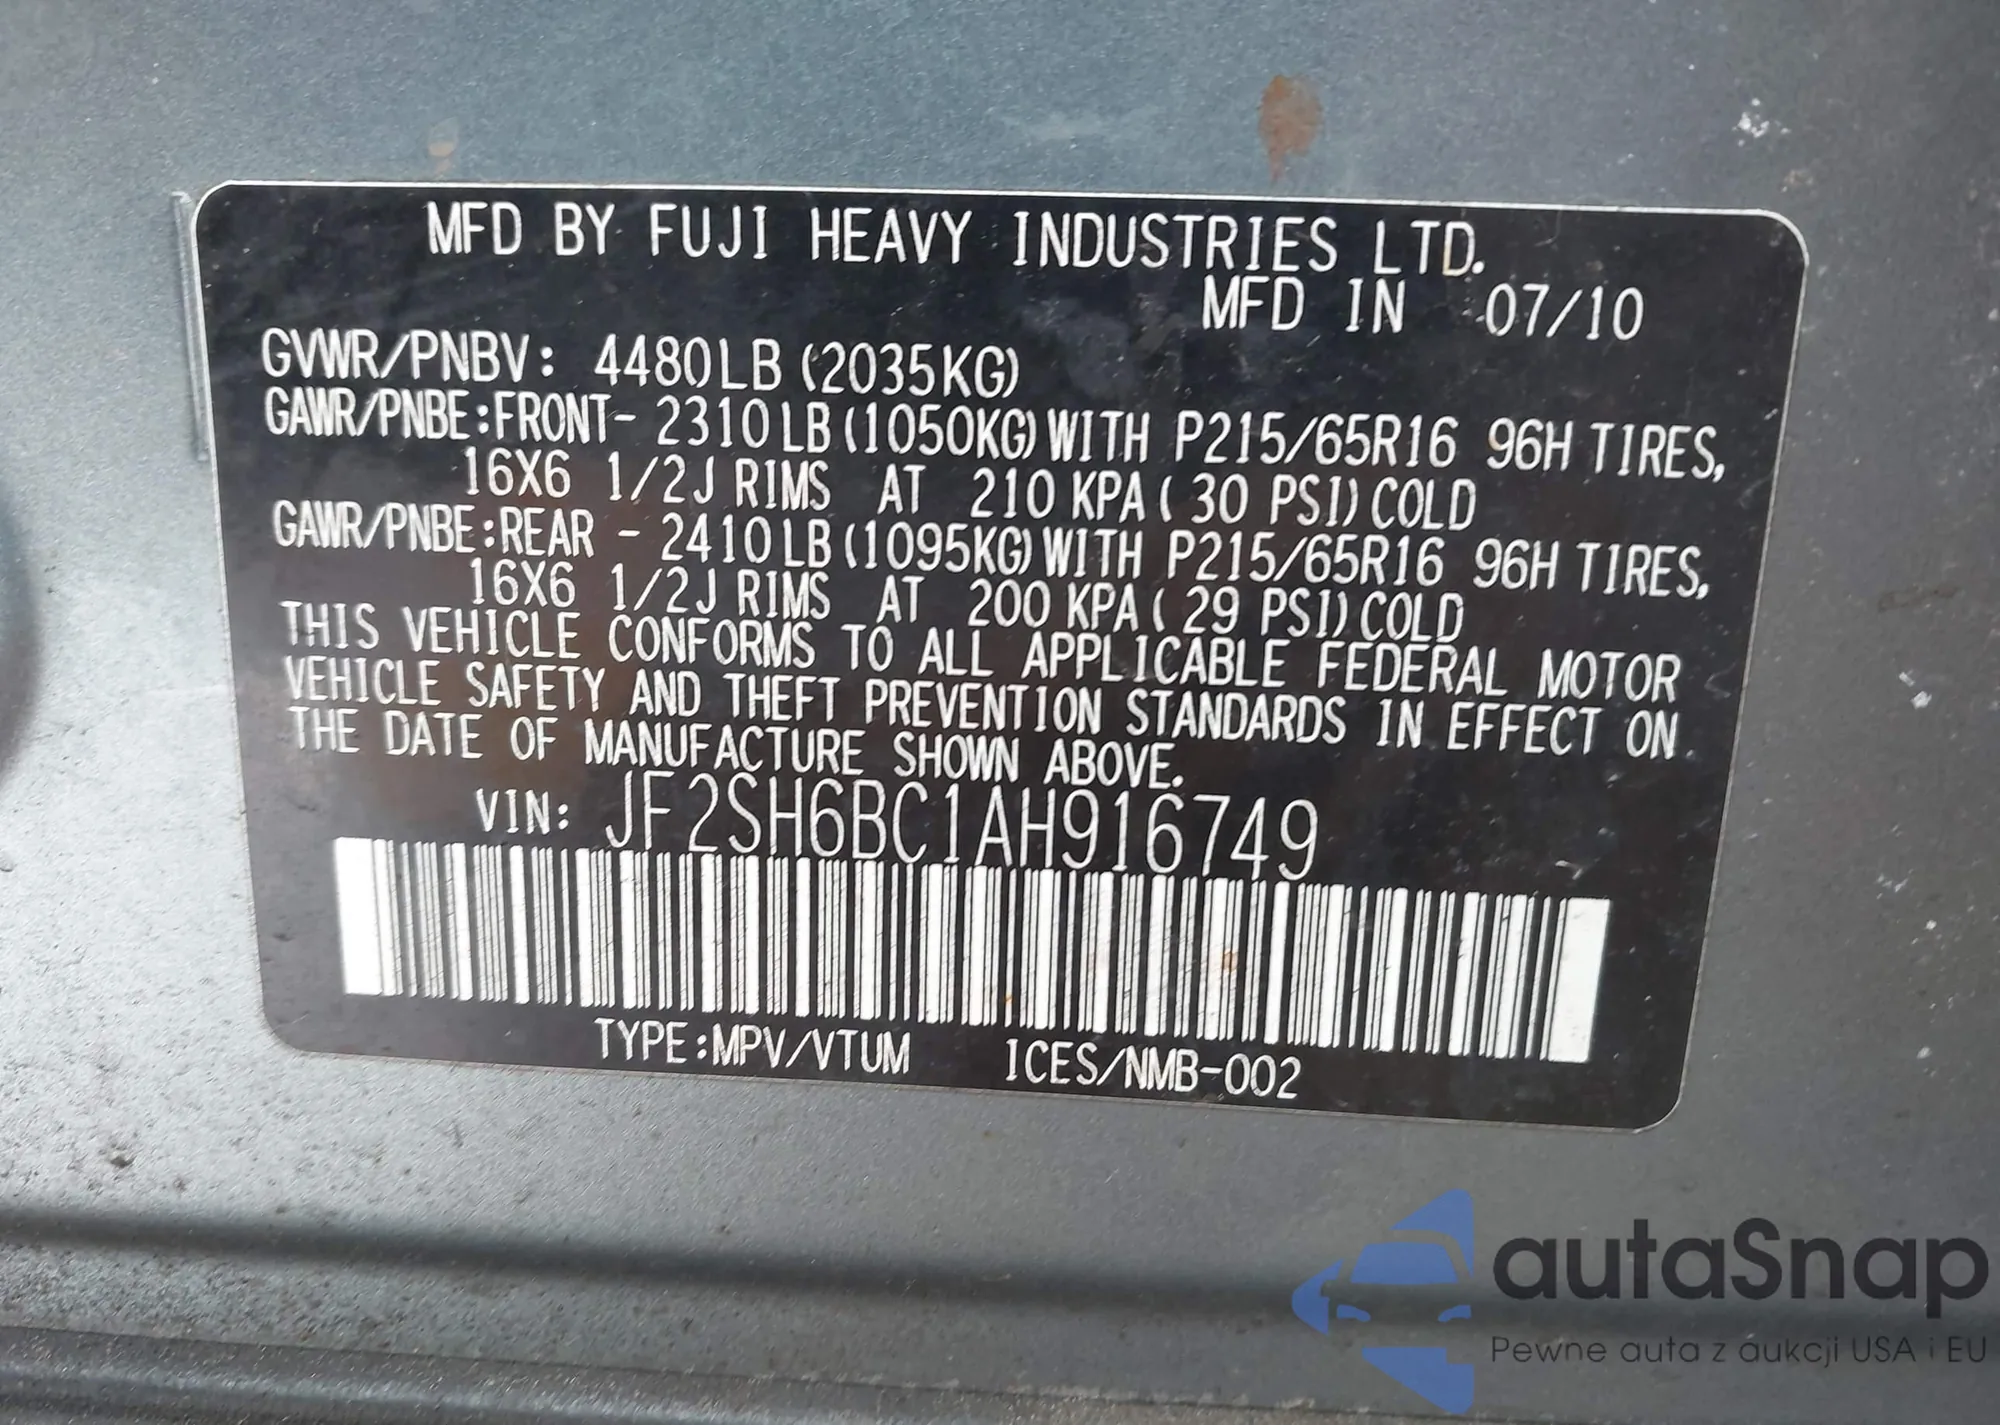 MFD BY FUJI HEAVY INDUSTRIES LTD.
MFD IN 07/10
GVWR/PNBV: 4480LB (2035KG)
GAWR/PNBE:FRONT- 2310LB(1050KG)WITH P215/65R16 96H TIRES,
16X6 1/2J RIMS AT 210 KPA( 30 PSI)COLD
GAWR/PNBE:REAR - 2410LB(1095KG)WITH P215/65R16 96H TIRES,
16X6 1/2J RIMS AT 200 KPA( 29 PSI)COLD
THIS VEHICLE CONFORMS TO ALL APPLICABLE FEDERAL MOTOR
VEHICLE SAFETY AND THEFT PREVENTION STANDARDS IN EFFECT ON
THE DATE OF MANUFACTURE SHOWN ABOVE.
VIN: JF2SH6BC1AH916749
TYPE:MPV/VTUM ICES/NMB-002
autaSnap
Pewne auta z aukcji USA i EU